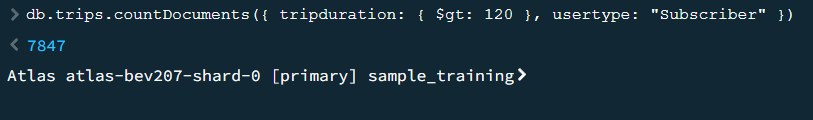 > db.trips.countDocuments({ tripduration: { $gt: 120 }, usertype: "Subscriber" })
< 7847
Atlas atlas-bev207-shard-0 [primary] sample_training>